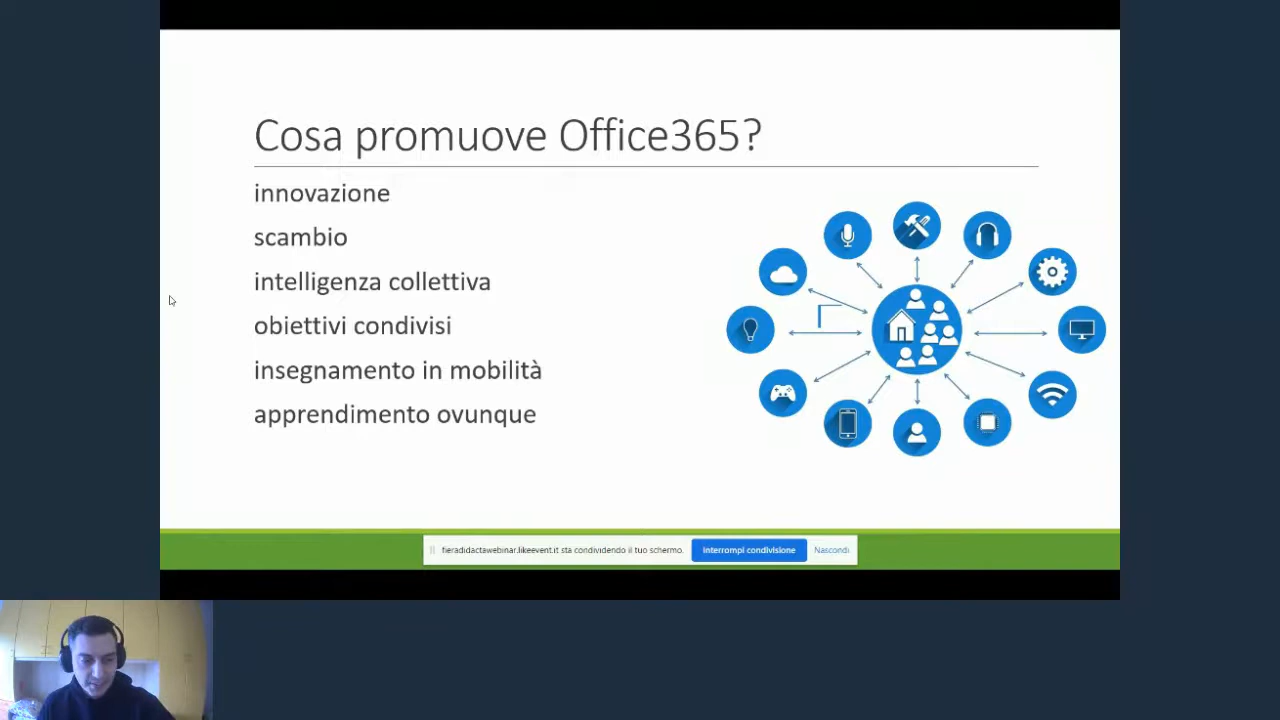 Cosa promuove Office365?
innovazione
scambio
intelligenza collettiva
obiettivi condivisi
insegnamento in mobilità
apprendimento ovunque
fieradidactawebinar.likeevent.it sta condividendo il tuo schermo. Interrompi condivisione Nascondi